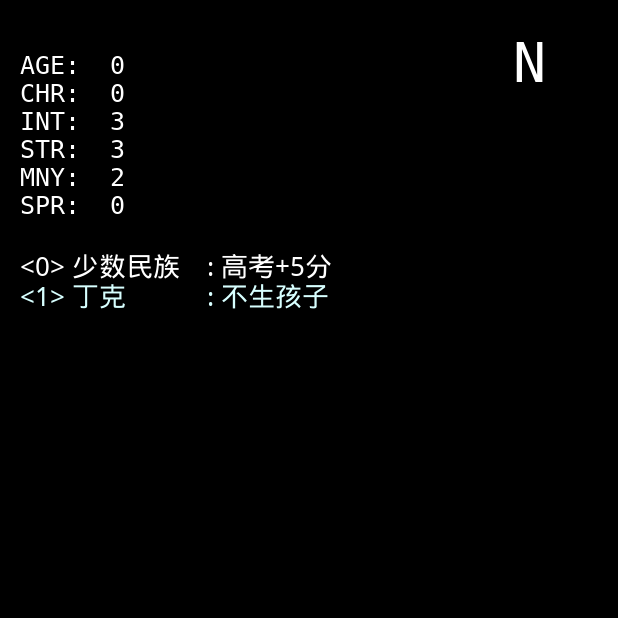 N
AGE: 0
CHR: 0
INT: 3
STR: 3
MNY: 2
SPR: 0
<0> 少数民族 :高考+5分
<1> 丁克 :不生孩子